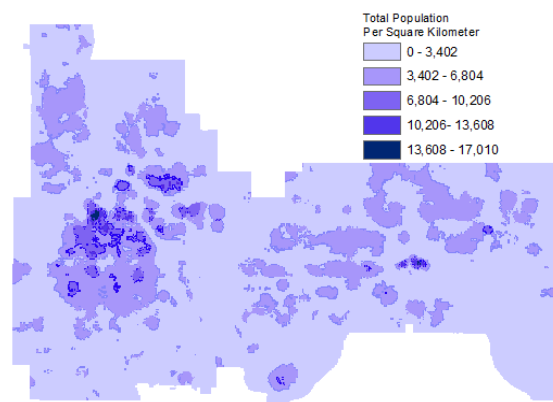 Total Population
Per Square Kilometer
0 - 3,402
3,402 - 6,804
6,804 - 10,206
10,206- 13,608
13,608 - 17,010